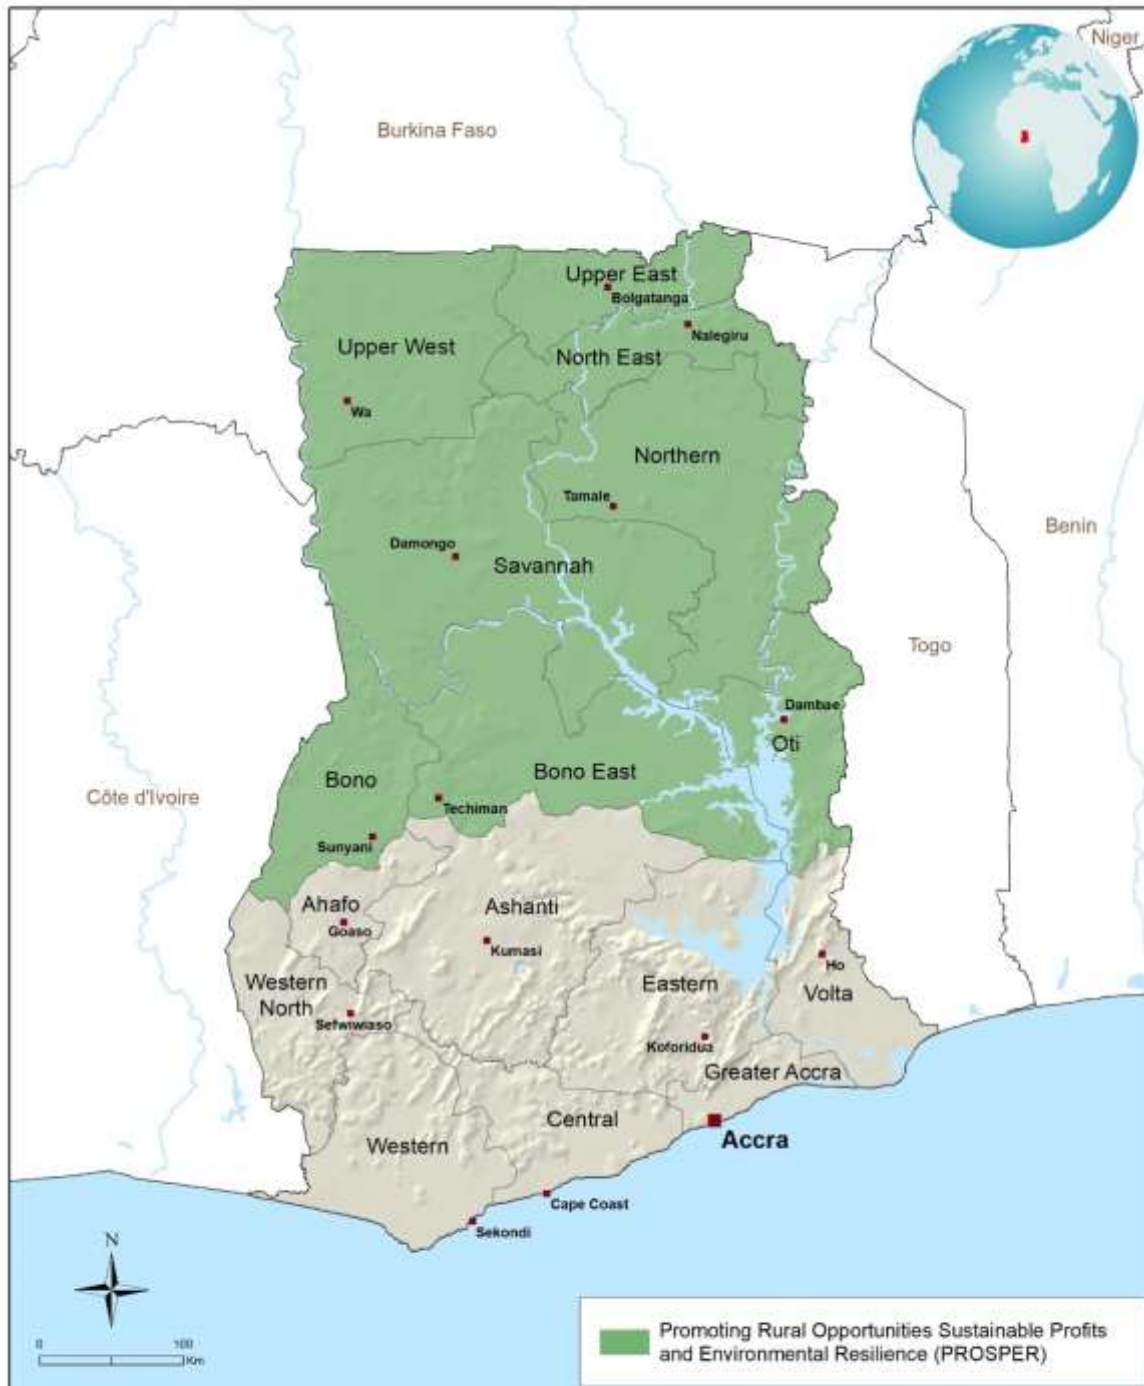 Niger
Burkina Faso
Upper East
Bolgatanga
Nalegiru
Upper West
North East
Wa
Northern
Tamale
Damongo
Savannah
Benin
Togo
Dambae
Oti
Bono
Bono East
Côte d'Ivoire
Techiman
Sunyani
Ahafo
Goaso
Ashanti
Kumasi
Western
North
Sefwiwiaso
Eastern
Ho
Volta
Koforidua
Greater Accra
Central
Western
Accra
Cape Coast
Sekondi
N
0 100
Km
Promoting Rural Opportunities Sustainable Profits
and Environmental Resilience (PROSPER)